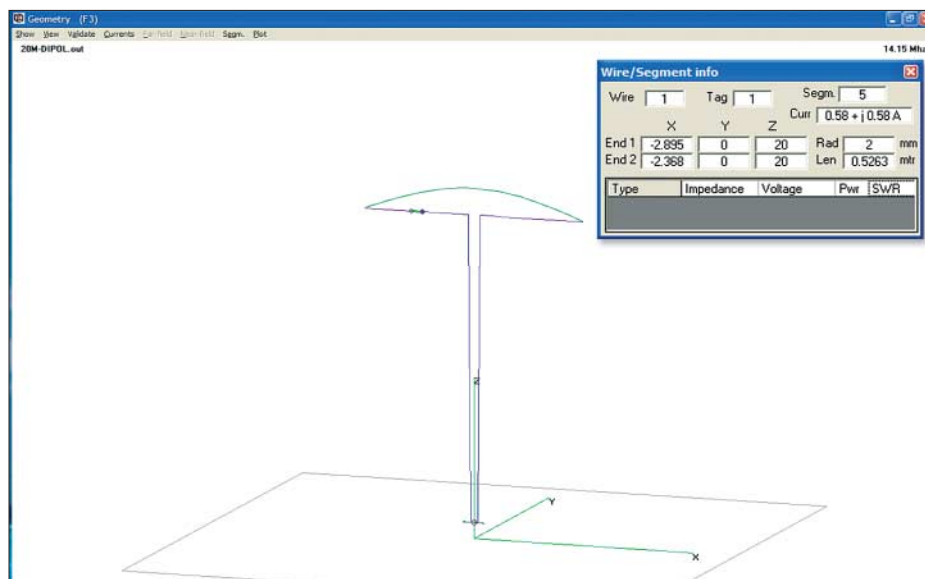 Geometry (F3)
Show View Validate Currents Far-field Near-field Segm. Plot
20M-DIPOL.out 14.15 Mhz
Wire/Segment info
Wire 1 Tag 1 Segm. 5
Curr 0.58 + j 0.58 A
X Y Z
End 1 -2.895 0 20 Rad 2 mm
End 2 -2.368 0 20 Len 0.5263 mtr
Type Impedance Voltage Pwr SWR
Z
Y
X